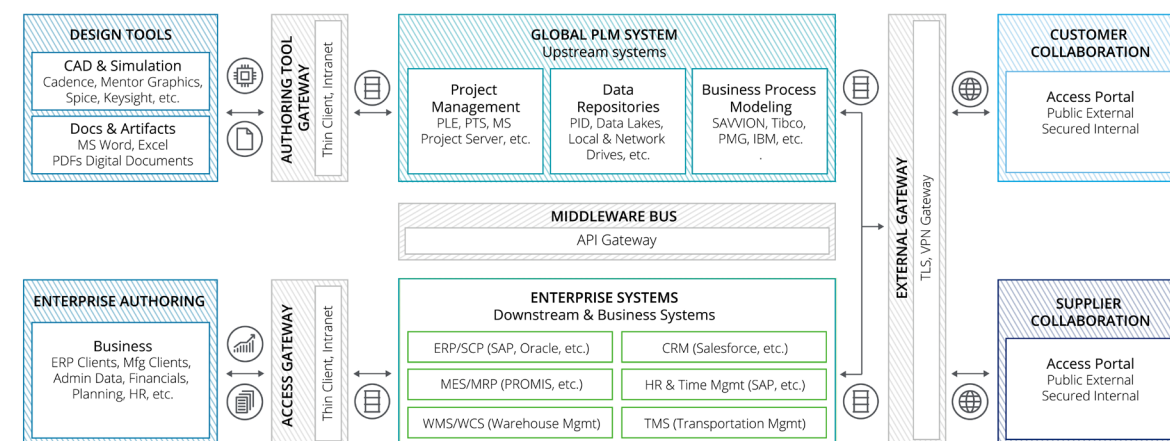 DESIGN TOOLS
CAD & Simulation
Cadence, Mentor Graphics,
Spice, Keysight, etc.
Docs & Artifacts
MS Word, Excel
PDFs Digital Documents
AUTHORING TOOL
GATEWAY
Thin Client, Intranet
GLOBAL PLM SYSTEM
Upstream systems
Project
Management
PLE, PTS, MS
Project Server, etc.
Data
Repositories
PID, Data Lakes,
Local & Network
Drives, etc.
Business Process
Modeling
SAVVION, Tibco,
PMG, IBM, etc.
.
EXTERNAL GATEWAY
TLS, VPN Gateway
CUSTOMER
COLLABORATION
Access Portal
Public External
Secured Internal
MIDDLEWARE BUS
API Gateway
ENTERPRISE AUTHORING
Business
ERP Clients, Mfg Clients,
Admin Data, Financials,
Planning, HR, etc.
ACCESS GATEWAY
Thin Client, Intranet
ENTERPRISE SYSTEMS
Downstream & Business Systems
ERP/SCP (SAP, Oracle, etc.)
CRM (Salesforce, etc.)
MES/MRP (PROMIS, etc.)
HR & Time Mgmt (SAP, etc.)
WMS/WCS (Warehouse Mgmt)
TMS (Transportation Mgmt)
SUPPLIER
COLLABORATION
Access Portal
Public External
Secured Internal